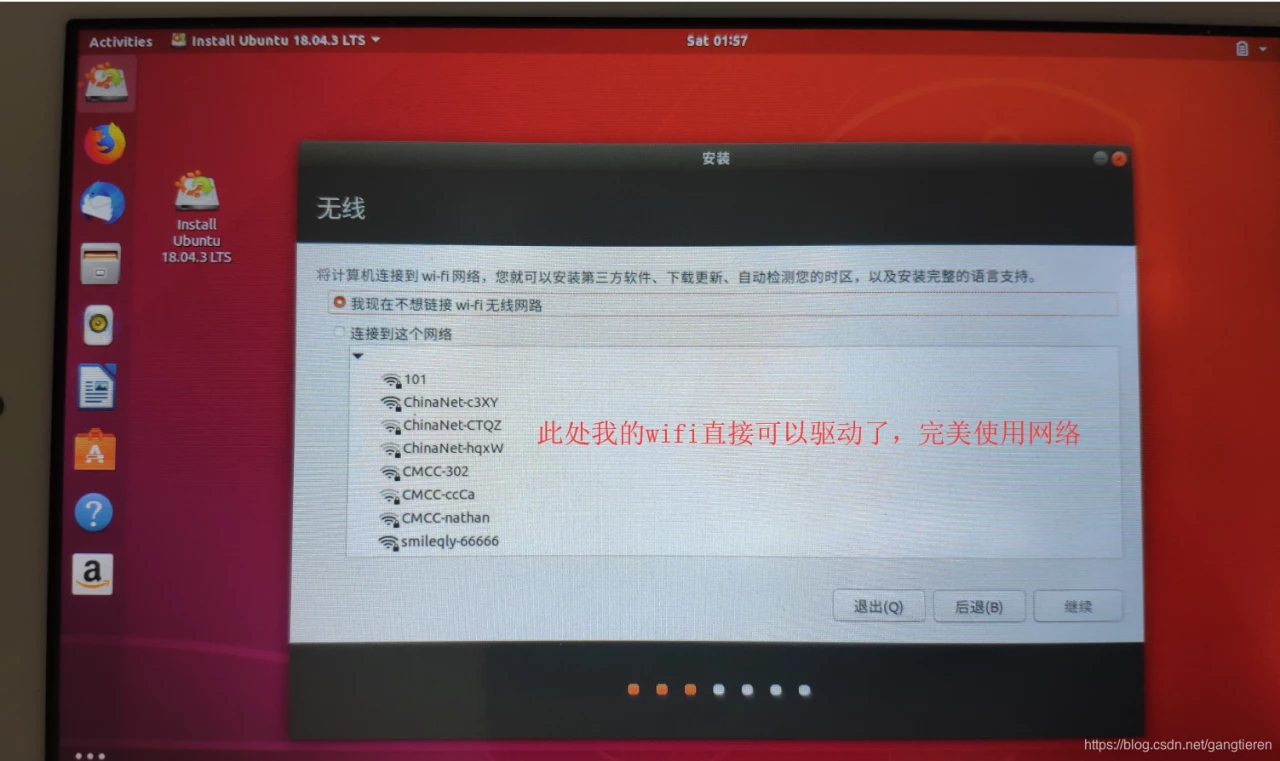 Activities
Install Ubuntu 18.04.3 LTS
Sat 01:57
Install
Ubuntu
18.04.3 LTS
安装
无线
将计算机连接到 wi-fi 网络，您就可以安装第三方软件、下载更新、自动检测您的时区，以及安装完整的语言支持。
我现在不想链接 wi-fi 无线网路
连接到这个网络
101
ChinaNet-c3XY
ChinaNet-CTQZ
ChinaNet-hqxW
CMCC-302
CMCC-ccCa
CMCC-nathan
smileqly-66666
此处我的wifi直接可以驱动了，完美使用网络
退出(Q)
后退(B)
继续
?
a
https://blog.csdn.net/gangtieren